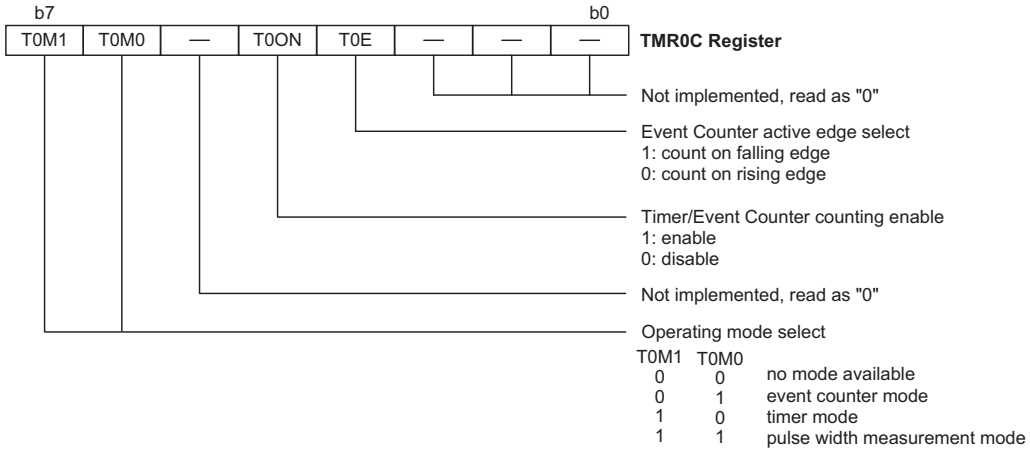 b7 b0
T0M1 T0M0 — T0ON T0E — — — TMR0C Register
Not implemented, read as "0"
Event Counter active edge select
1: count on falling edge
0: count on rising edge
Timer/Event Counter counting enable
1: enable
0: disable
Not implemented, read as "0"
Operating mode select
T0M1 T0M0
0 0 no mode available
0 1 event counter mode
1 0 timer mode
1 1 pulse width measurement mode